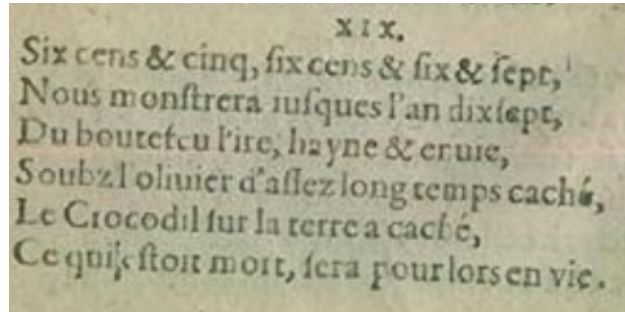 XIX.
Six cens & cinq, ſix cens & ſix & ſept,
Nous monſtrera iuſques l'an dixſept,
Du boutefeu l'ire, hayne & enuie,
Soubz l'oliuier d'aſſez long temps caché,
Le Crocodil ſur la terre a caché,
Ce qui eſtoit mort, ſera pour lors en vie.